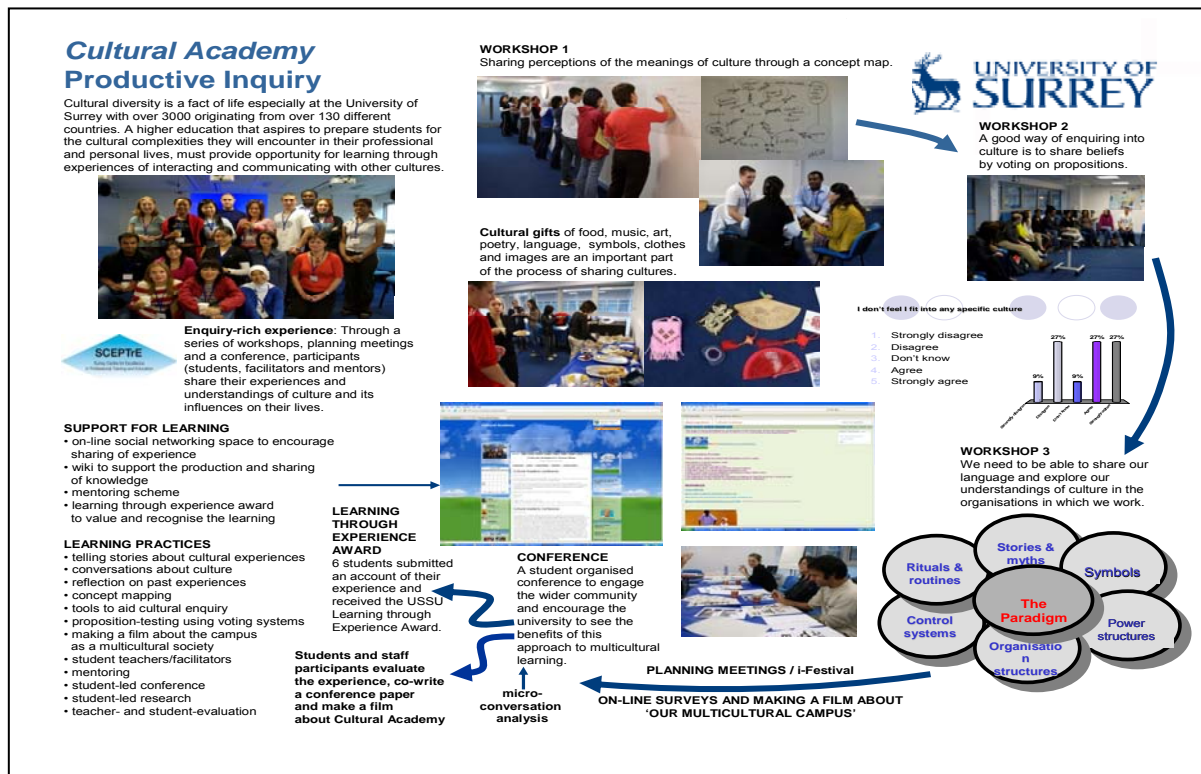 Cultural Academy
Productive Inquiry
Cultural diversity is a fact of life especially at the University of
Surrey with over 3000 originating from over 130 different
countries. A higher education that aspires to prepare students for
the cultural complexities they will encounter in their professional
and personal lives, must provide opportunity for learning through
experiences of interacting and communicating with other cultures.
SCEPTrE
Enquiry-rich experience: Through a
series of workshops, planning meetings
and a conference, participants
(students, facilitators and mentors)
share their experiences and
understandings of culture and its
influences on their lives.
SUPPORT FOR LEARNING
• on-line social networking space to encourage
sharing of experience
• wiki to support the production and sharing
of knowledge
• mentoring scheme
• learning through experience award
to value and recognise the learning
LEARNING PRACTICES
• telling stories about cultural experiences
• conversations about culture
• reflection on past experiences
• concept mapping
• tools to aid cultural enquiry
• proposition-testing using voting systems
• making a film about the campus
as a multicultural society
• student teachers/facilitators
• mentoring
• student-led conference
• student-led research
• teacher- and student-evaluation
WORKSHOP 1
Sharing perceptions of the meanings of culture through a concept map.
Cultural gifts of food, music, art,
poetry, language, symbols, clothes
and images are an important part
of the process of sharing cultures.
UNIVERSITY OF
SURREY
WORKSHOP 2
A good way of enquiring into
culture is to share beliefs
by voting on propositions.
I don't feel I fit into any specific culture
1. Strongly disagree
2. Disagree
3. Don't know
4. Agree
5. Strongly agree
9%
27%
9%
27%
27%
WORKSHOP 3
We need to be able to share our
language and explore our
understandings of culture in the
organisations in which we work.
Stories &
myths
Rituals &
routines
Symbols
The
Paradigm
Control
systems
Power
structures
Organisatio
n
structures
LEARNING
THROUGH
EXPERIENCE
AWARD
6 students submitted
an account of their
experience and
received the USSU
Learning through
Experience Award.
CONFERENCE
A student organised
conference to engage
the wider community
and encourage the
university to see the
benefits of this
approach to multicultural
learning.
Students and staff
participants evaluate
the experience, co-write
a conference paper
and make a film
about Cultural Academy
micro-
conversation
analysis
PLANNING MEETINGS / i-Festival
ON-LINE SURVEYS AND MAKING A FILM ABOUT
'OUR MULTICULTURAL CAMPUS'